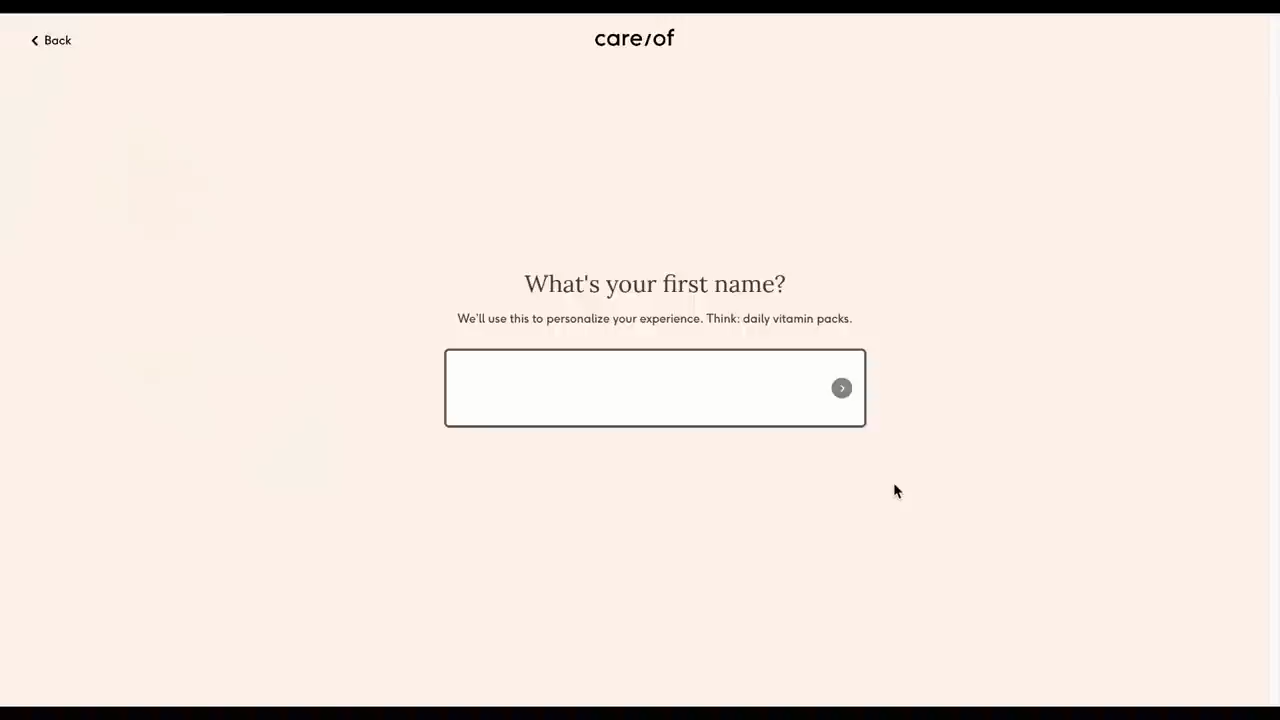 Back
care/of
What's your first name?
We'll use this to personalize your experience. Think: daily vitamin packs.